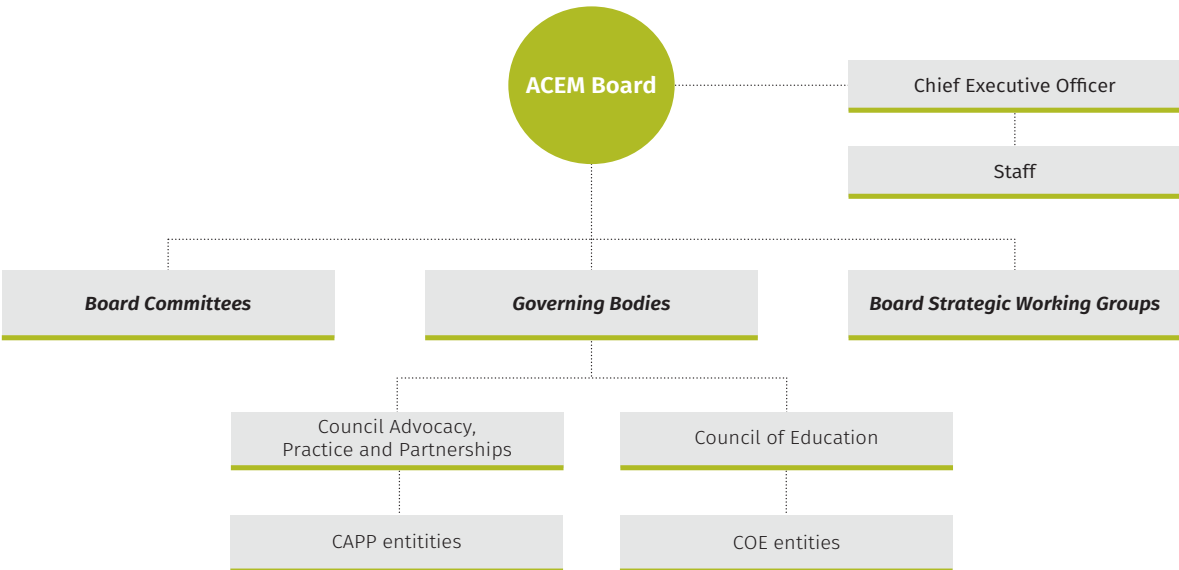 ACEM Board
Chief Executive Officer
Staff
Board Committees
Governing Bodies
Board Strategic Working Groups
Council Advocacy,
Practice and Partnerships
Council of Education
CAPP entitities
COE entities